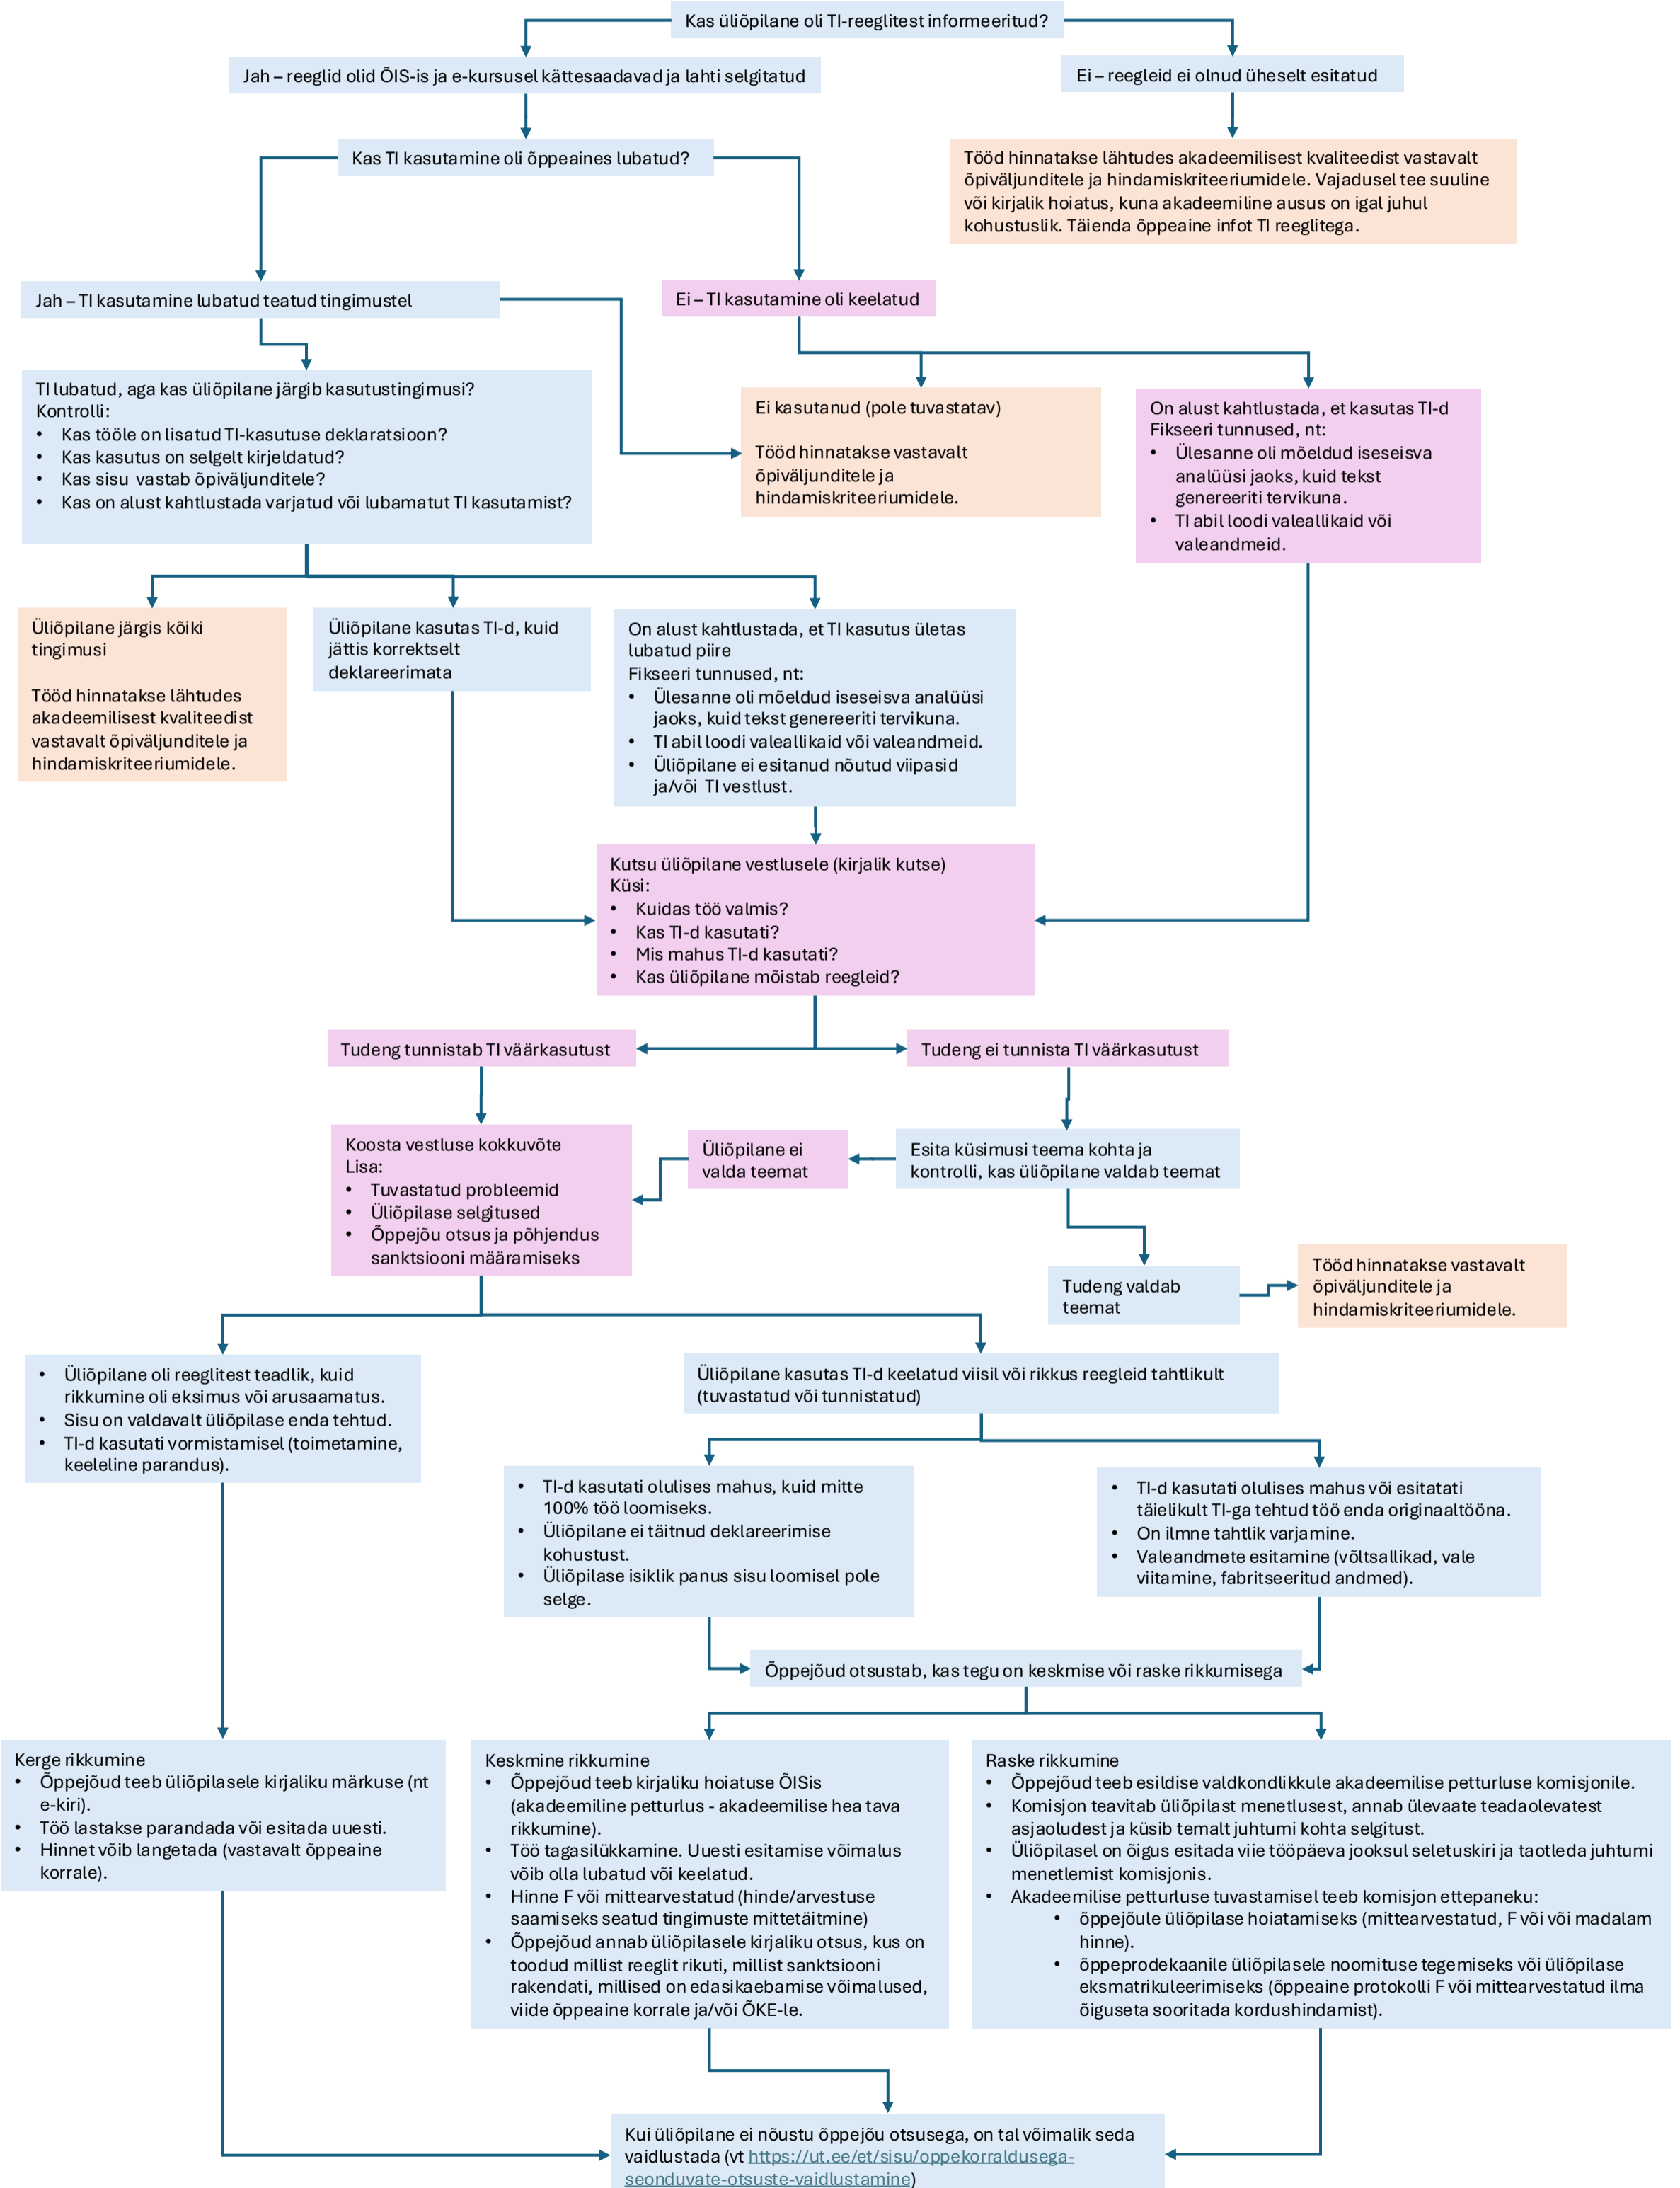 Kas üliõpilane oli TI-reeglitest informeeritud?
Jah – reeglid olid ÕIS-is ja e-kursusel kättesaadavad ja lahti selgitatud
Ei – reegleid ei olnud üheselt esitatud
Kas TI kasutamine oli õppeaines lubatud?
Tööd hinnatakse lähtudes akadeemilisest kvaliteedist vastavalt
õpiväljunditele ja hindamiskriteeriumidele. Vajadusel tee suuline
või kirjalik hoiatus, kuna akadeemiline ausus on igal juhul
kohustuslik. Täienda õppeaine infot TI reeglitega.
Jah – TI kasutamine lubatud teatud tingimustel
Ei – TI kasutamine oli keelatud
TI lubatud, aga kas üliõpilane järgib kasutustingimusi?
Kontrolli:
• Kas tööle on lisatud TI-kasutuse deklaratsioon?
• Kas kasutus on selgelt kirjeldatud?
• Kas sisu vastab õpiväljunditele?
• Kas on alust kahtlustada varjatud või lubamatut TI kasutamist?
Ei kasutanud (pole tuvastatav)
Tööd hinnatakse vastavalt
õpiväljunditele ja
hindamiskriteeriumidele.
On alust kahtlustada, et kasutas TI-d
Fikseeri tunnused, nt:
• Ülesanne oli mõeldud iseseisva
analüüsi jaoks, kuid tekst
genereeriti tervikuna.
• TI abil loodi valeallikaid või
valeandmeid.
Üliõpilane järgis kõiki
tingimusi
Tööd hinnatakse lähtudes
akadeemilisest kvaliteedist
vastavalt õpiväljunditele ja
hindamiskriteeriumidele.
Üliõpilane kasutas TI-d, kuid
jättis korrektselt
deklareerimata
On alust kahtlustada, et TI kasutus ületas
lubatud piire
Fikseeri tunnused, nt:
• Ülesanne oli mõeldud iseseisva analüüsi
jaoks, kuid tekst genereeriti tervikuna.
• TI abil loodi valeallikaid või valeandmeid.
• Üliõpilane ei esitanud nõutud viipasid
ja/või TI vestlust.
Kutsu üliõpilane vestlusele (kirjalik kutse)
Küsi:
• Kuidas töö valmis?
• Kas TI-d kasutati?
• Mis mahus TI-d kasutati?
• Kas üliõpilane mõistab reegleid?
Tudeng tunnistab TI väärkasutust
Tudeng ei tunnista TI väärkasutust
Koosta vestluse kokkuvõte
Lisa:
• Tuvastatud probleemid
• Üliõpilase selgitused
• Õppejõu otsus ja põhjendus
sanktsiooni määramiseks
Üliõpilane ei
valda teemat
Esita küsimusi teema kohta ja
kontrolli, kas üliõpilane valdab teemat
Tudeng valdab
teemat
Tööd hinnatakse vastavalt
õpiväljunditele ja
hindamiskriteeriumidele.
• Üliõpilane oli reeglitest teadlik, kuid
rikkumine oli eksimus või arusaamatus.
• Sisu on valdavalt üliõpilase enda tehtud.
• TI-d kasutati vormistamisel (toimetamine,
keeleline parandus).
Üliõpilane kasutas TI-d keelatud viisil või rikkus reegleid tahtlikult
(tuvastatud või tunnistatud)
• TI-d kasutati olulises mahus, kuid mitte
100% töö loomiseks.
• Üliõpilane ei täitnud deklareerimise
kohustust.
• Üliõpilase isiklik panus sisu loomisel pole
selge.
• TI-d kasutati olulises mahus või esitatati
täielikult TI-ga tehtud töö enda originaaltööna.
• On ilmne tahtlik varjamine.
• Valeandmete esitamine (võltsallikad, vale
viitamine, fabritseeritud andmed).
Õppejõud otsustab, kas tegu on keskmise või raske rikkumisega
Kerge rikkumine
• Õppejõud teeb üliõpilasele kirjaliku märkuse (nt
e-kiri).
• Töö lastakse parandada või esitada uuesti.
• Hinnet võib langetada (vastavalt õppeaine
korrale).
Keskmine rikkumine
• Õppejõud teeb kirjaliku hoiatuse ÕISis
(akadeemiline petturlus - akadeemilise hea tava
rikkumine).
• Töö tagasilükkamine. Uuesti esitamise võimalus
võib olla lubatud või keelatud.
• Hinne F või mittearvestatud (hinde/arvestuse
saamiseks seatud tingimuste mittetäitmine)
• Õppejõud annab üliõpilasele kirjaliku otsus, kus on
toodud millist reeglit rikuti, millist sanktsiooni
rakendati, millised on edasikaebamise võimalused,
viide õppeaine korrale ja/või ÕKE-le.
Raske rikkumine
• Õppejõud teeb esildise valdkondlikkule akadeemilise petturluse komisjonile.
• Komisjon teavitab üliõpilast menetlusest, annab ülevaate teadaolevatest
asjaoludest ja küsib temalt juhtumi kohta selgitust.
• Üliõpilasel on õigus esitada viie tööpäeva jooksul seletuskiri ja taotleda juhtumi
menetlemist komisjonis.
• Akadeemilise petturluse tuvastamisel teeb komisjon ettepaneku:
• õppejõule üliõpilase hoiatamiseks (mittearvestatud, F või või madalam
hinne).
• õppeprodekaanile üliõpilasele noomituse tegemiseks või üliõpilase
eksmatrikuleerimiseks (õppeaine protokolli F või mittearvestatud ilma
õiguseta sooritada kordushindamist).
Kui üliõpilane ei nõustu õppejõu otsusega, on tal võimalik seda
vaidlustada (vt https://ut.ee/et/sisu/oppekorraldusega-
seonduvate-otsuste-vaidlustamine)